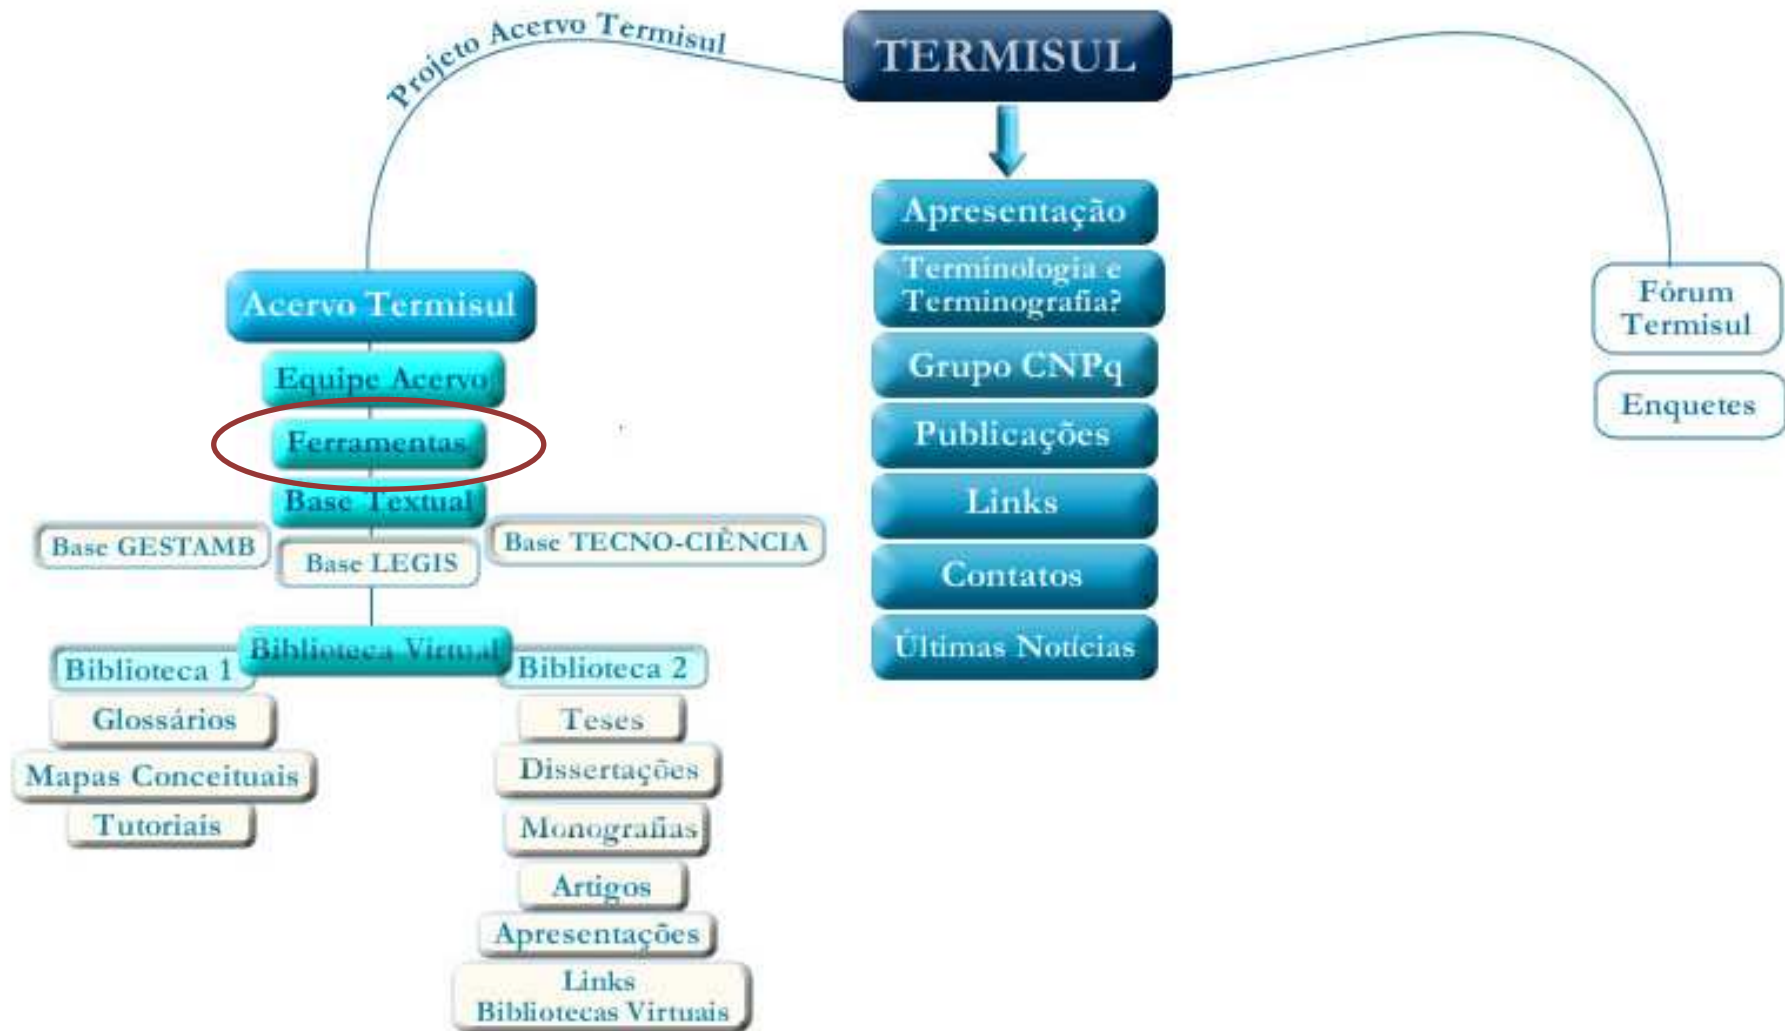 TERMISUL
Projeto Acervo Termisul
Acervo Termisul
Equipe Acervo
Ferramentas
Base Textual
Base GESTAMB
Base LEGIS
Base TECNO-CIÊNCIA
Biblioteca Virtual
Biblioteca 1
Glossários
Mapas Conceituais
Tutoriais
Biblioteca 2
Teses
Dissertações
Monografias
Artigos
Apresentações
Links
Bibliotecas Virtuais
Apresentação
Terminologia e
Terminografia?
Grupo CNPq
Publicações
Links
Contatos
Últimas Notícias
Fórum
Termisul
Enquetes